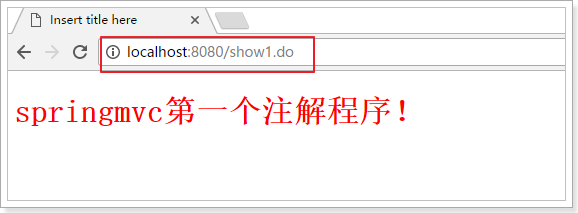 Insert title here
localhost:8080/show1.do
springmvc第一个注解程序！